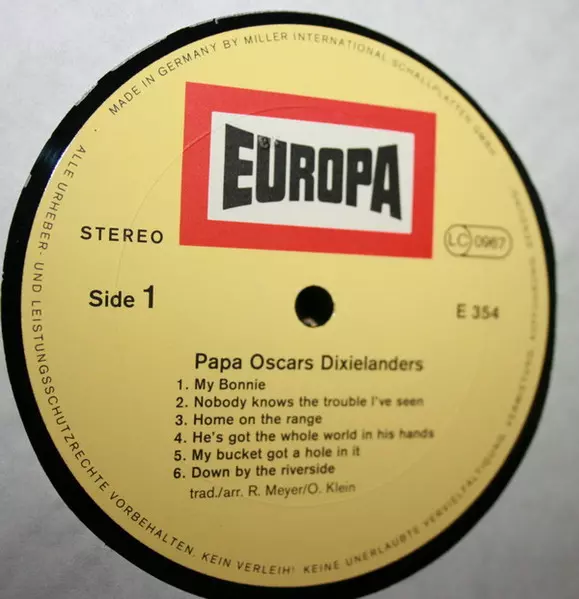 MADE IN GERMANY BY MILLER INTERNATIONAL SCHALLPLATTEN GMBH
EUROPA
STEREO
LC 0967
Side 1
E 354
Papa Oscars Dixielanders
1. My Bonnie
2. Nobody knows the trouble I've seen
3. Home on the range
4. He's got the whole world in his hands
5. My bucket got a hole in it
6. Down by the riverside
trad./arr. R. Meyer/O. Klein
ALLE URHEBER- UND LEISTUNGSSCHUTZRECHTE VORBEHALTEN. KEIN VERLEIH! KEINE UNERLAUBTE VERVIELFÄLTIGUNG, VERMIETUNG,